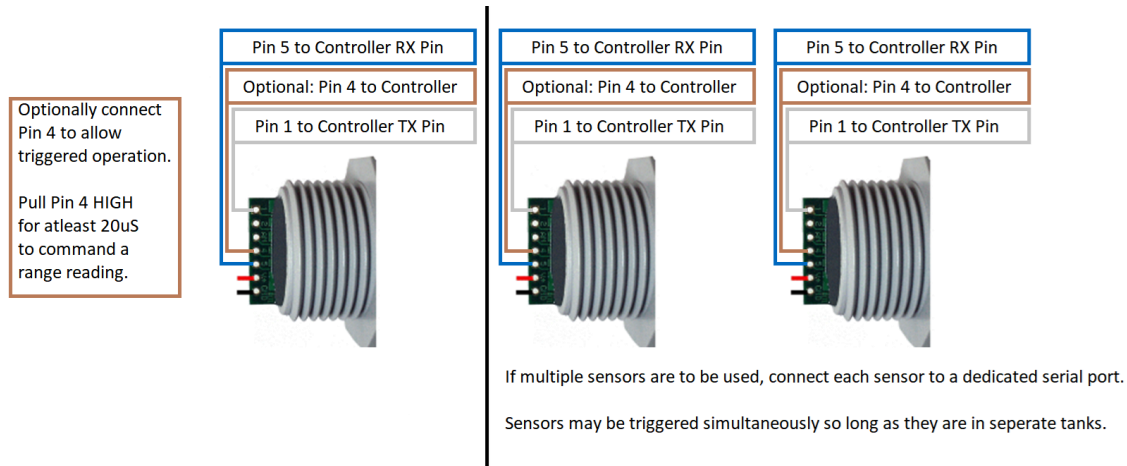 Pin 5 to Controller RX Pin
Optional: Pin 4 to Controller
Pin 1 to Controller TX Pin
Optionally connect
Pin 4 to allow
triggered operation.
Pull Pin 4 HIGH
for atleast 20uS
to command a
range reading.
Pin 5 to Controller RX Pin
Optional: Pin 4 to Controller
Pin 1 to Controller TX Pin
Pin 5 to Controller RX Pin
Optional: Pin 4 to Controller
Pin 1 to Controller TX Pin
If multiple sensors are to be used, connect each sensor to a dedicated serial port.
Sensors may be triggered simultaneously so long as they are in seperate tanks.